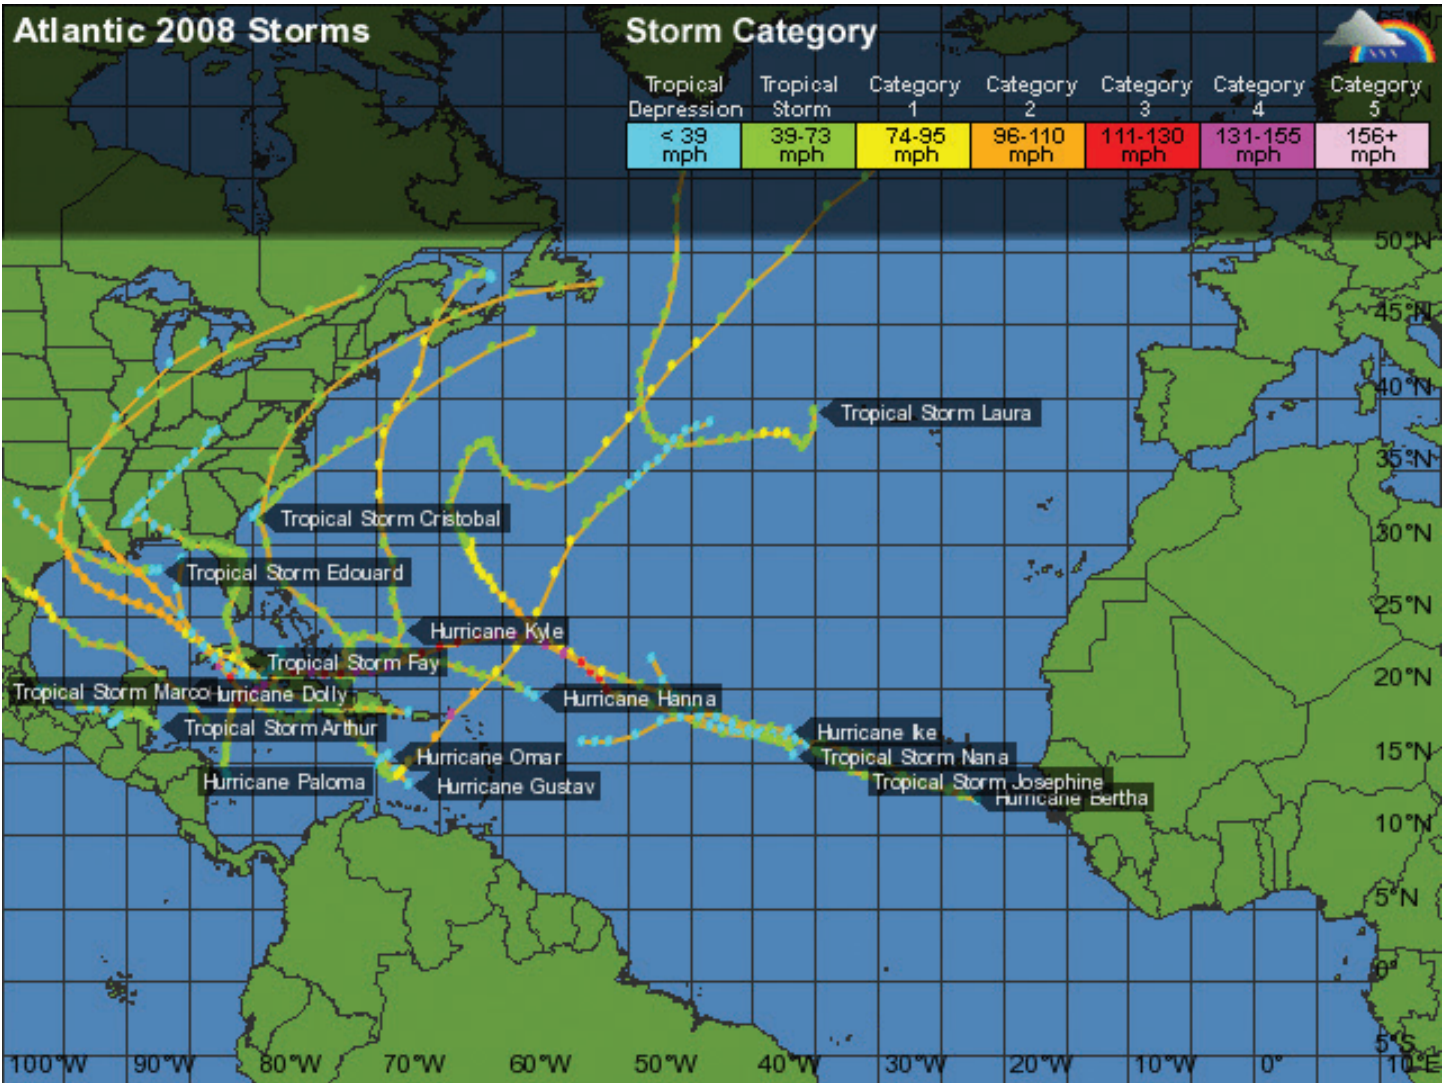 Atlantic 2008 Storms
Storm Category
Tropical Depression
Tropical Storm
Category 1
Category 2
Category 3
Category 4
Category 5
< 39 mph
39-73 mph
74-95 mph
96-110 mph
111-130 mph
131-155 mph
156+ mph
50°N
45°N
Tropical Storm Laura
40°N
35°N
Tropical Storm Cristobal
30°N
Tropical Storm Edouard
25°N
Hurricane Kyle
Tropical Storm Fay
20°N
Tropical Storm Marco
Hurricane Dolly
Hurricane Hanna
Tropical Storm Arthur
Hurricane Ike
15°N
Hurricane Omar
Tropical Storm Nana
Hurricane Paloma
Hurricane Gustav
Tropical Storm Josephine
Hurricane Bertha
10°N
5°N
0°
5°S
100°W
90°W
80°W
70°W
60°W
50°W
40°W
30°W
20°W
10°W
0°
10°E